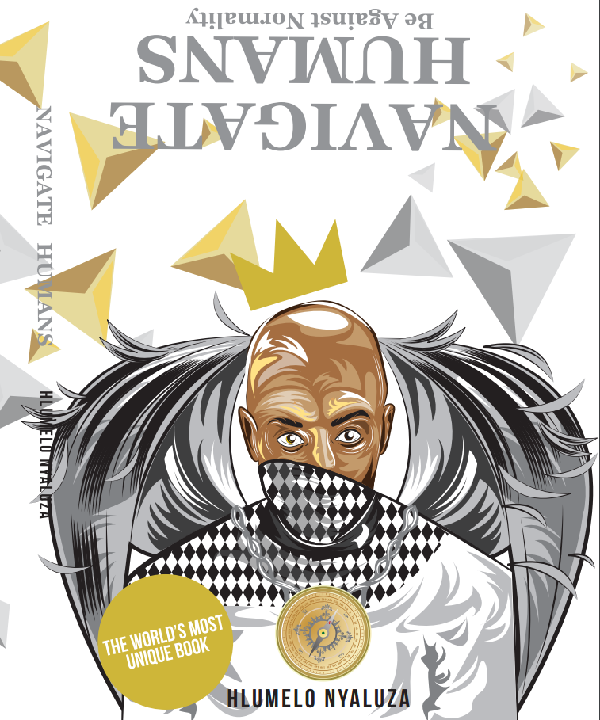 Be Against Normality
HUMANS
NAVIGATE
NAVIGATE HUMANS
HLUMELO NYALUZA
THE WORLD'S MOST
UNIQUE BOOK
HLUMELO NYALUZA